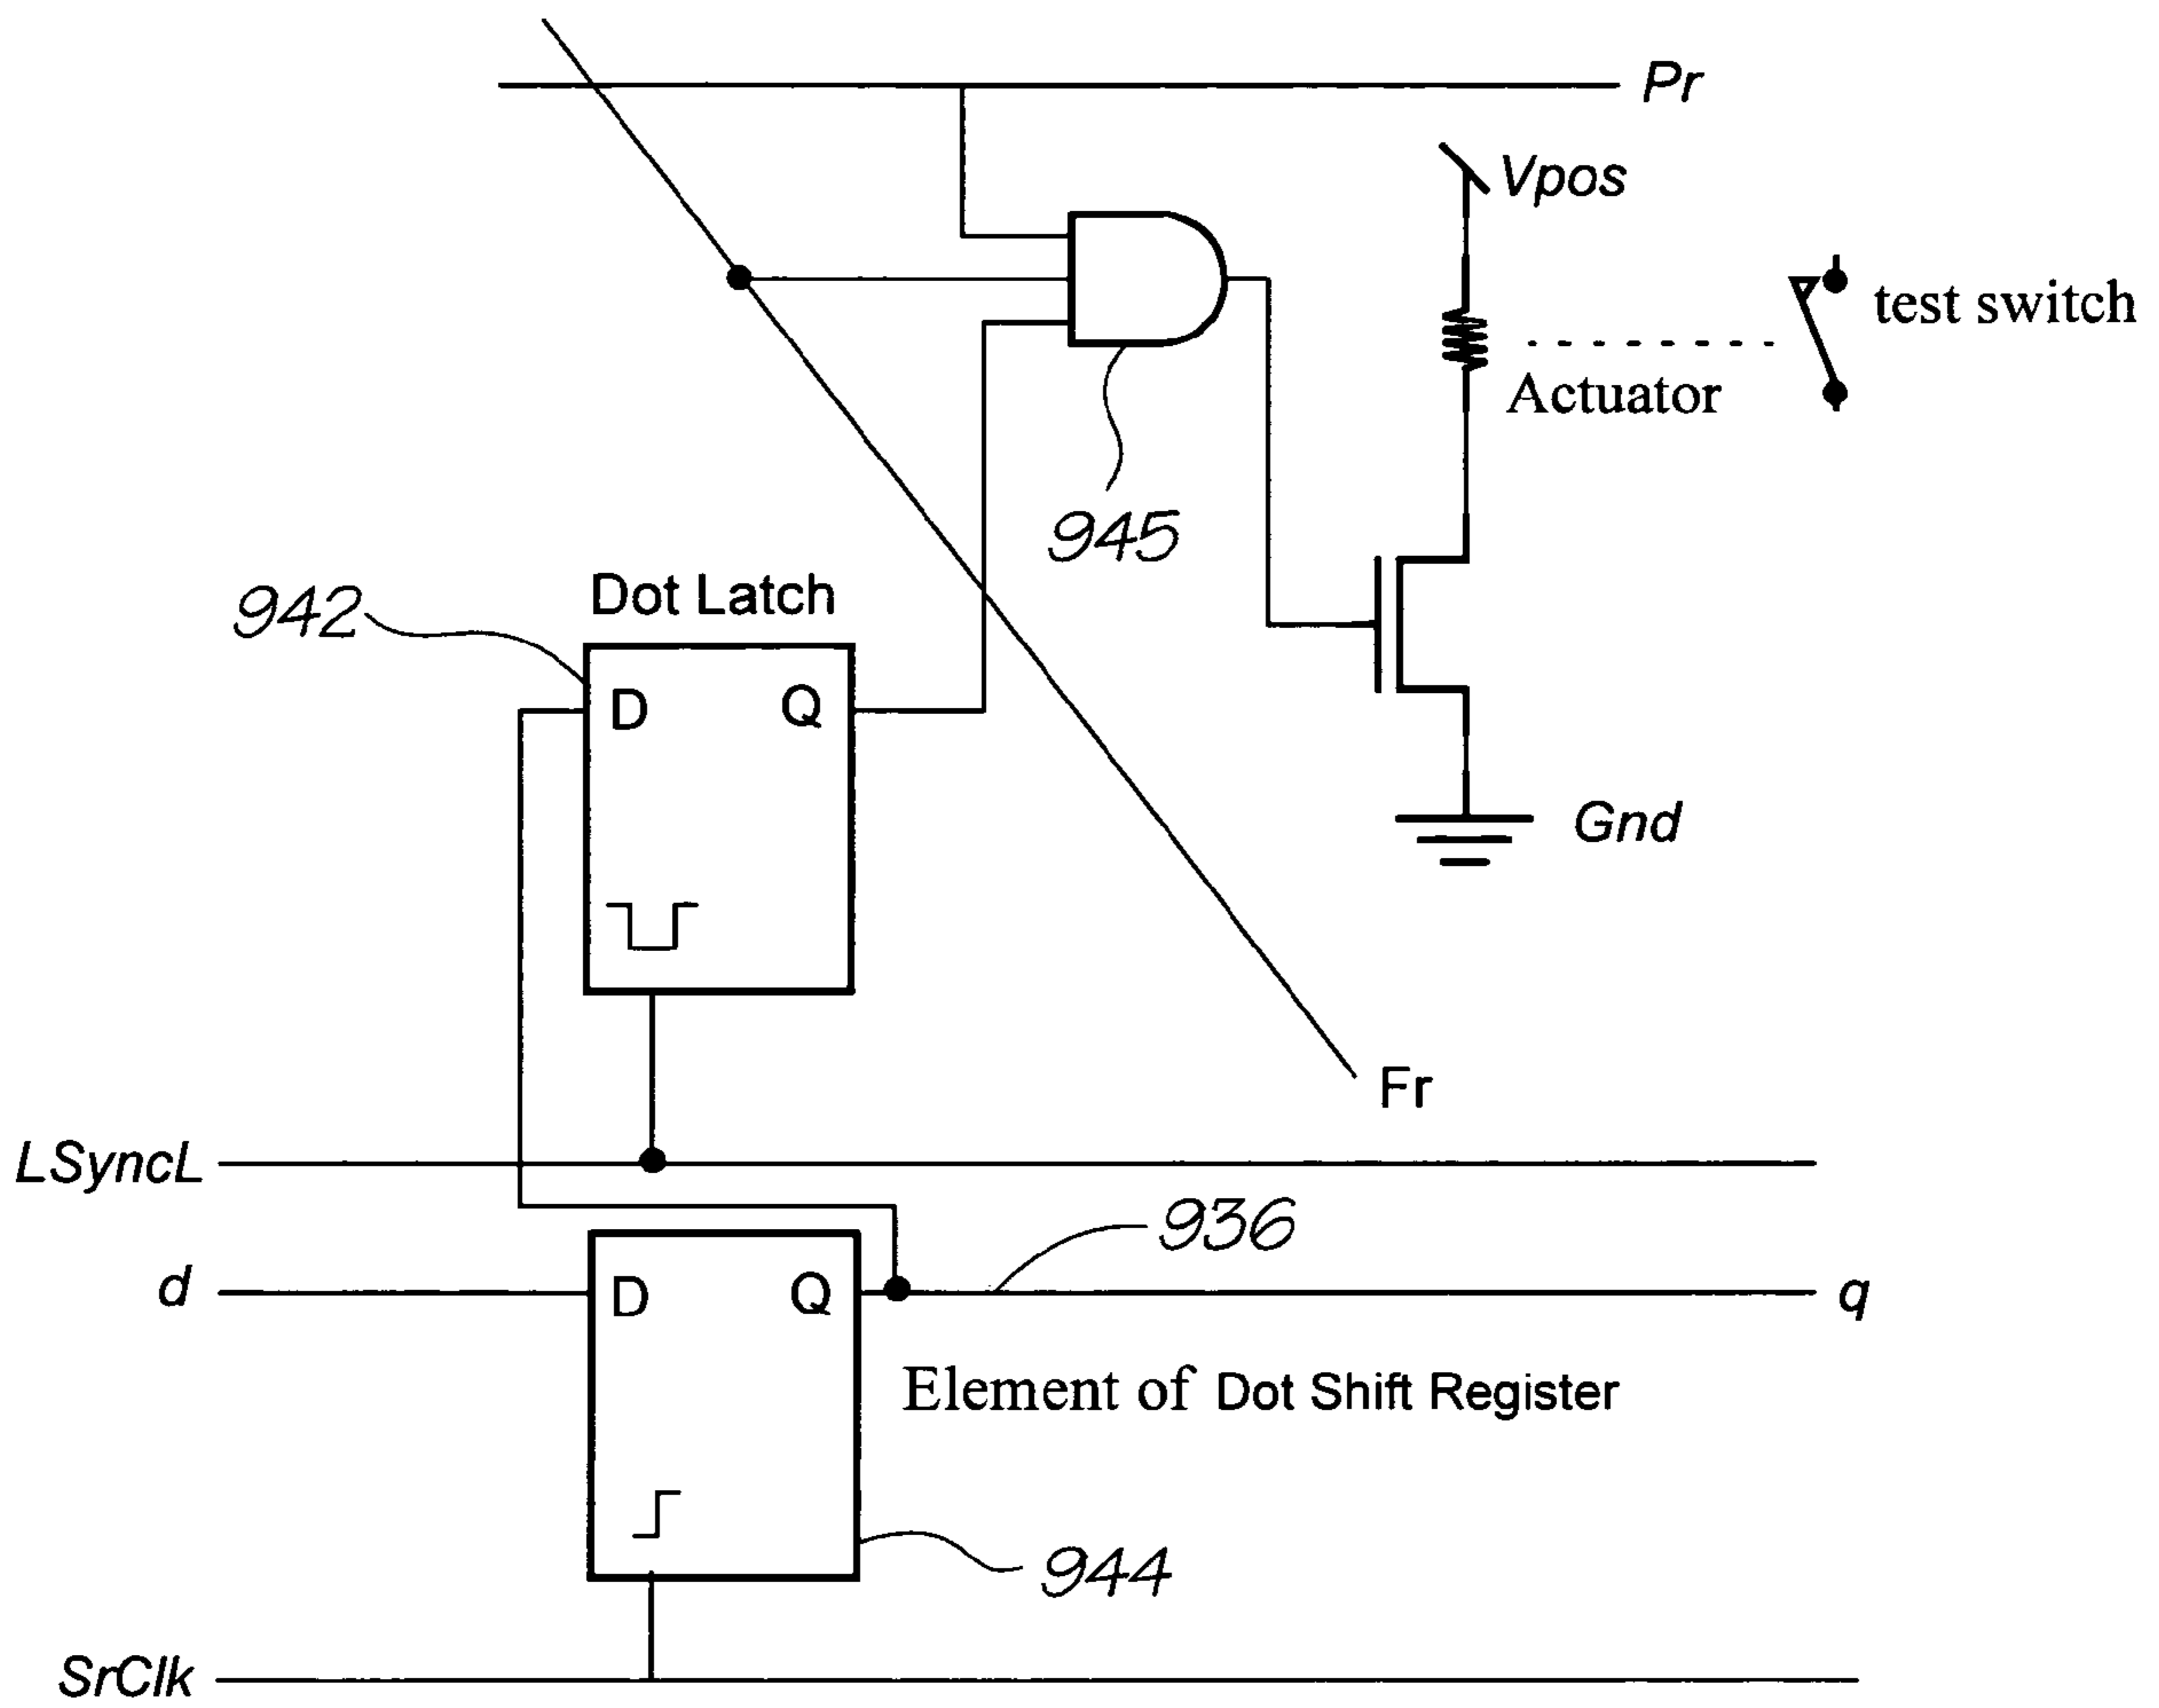 Pr
Vpos
test switch
Actuator
945
942
Dot Latch
D Q
Gnd
Fr
LSyncL
936
d
D Q
q
Element of Dot Shift Register
944
SrClk